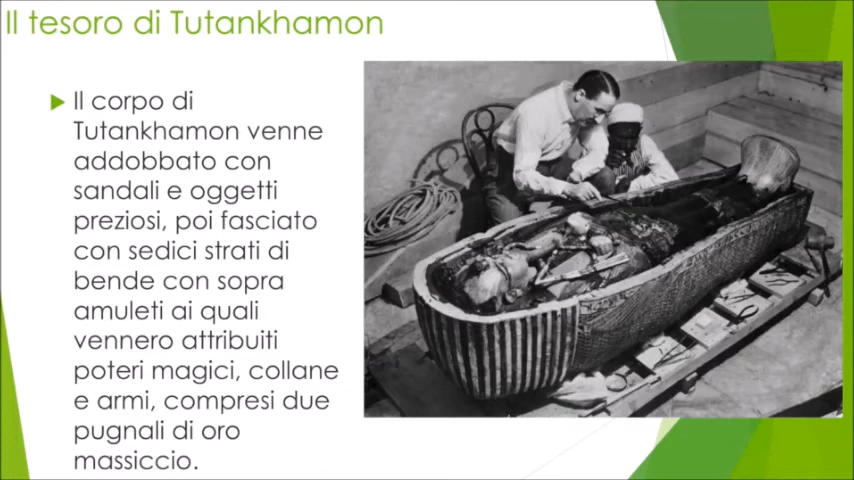 Il tesoro di Tutankhamon
Il corpo di
Tutankhamon venne
addobbato con
sandali e oggetti
preziosi, poi fasciato
con sedici strati di
bende con sopra
amuleti ai quali
vennero attribuiti
poteri magici, collane
e armi, compresi due
pugnali di oro
massiccio.